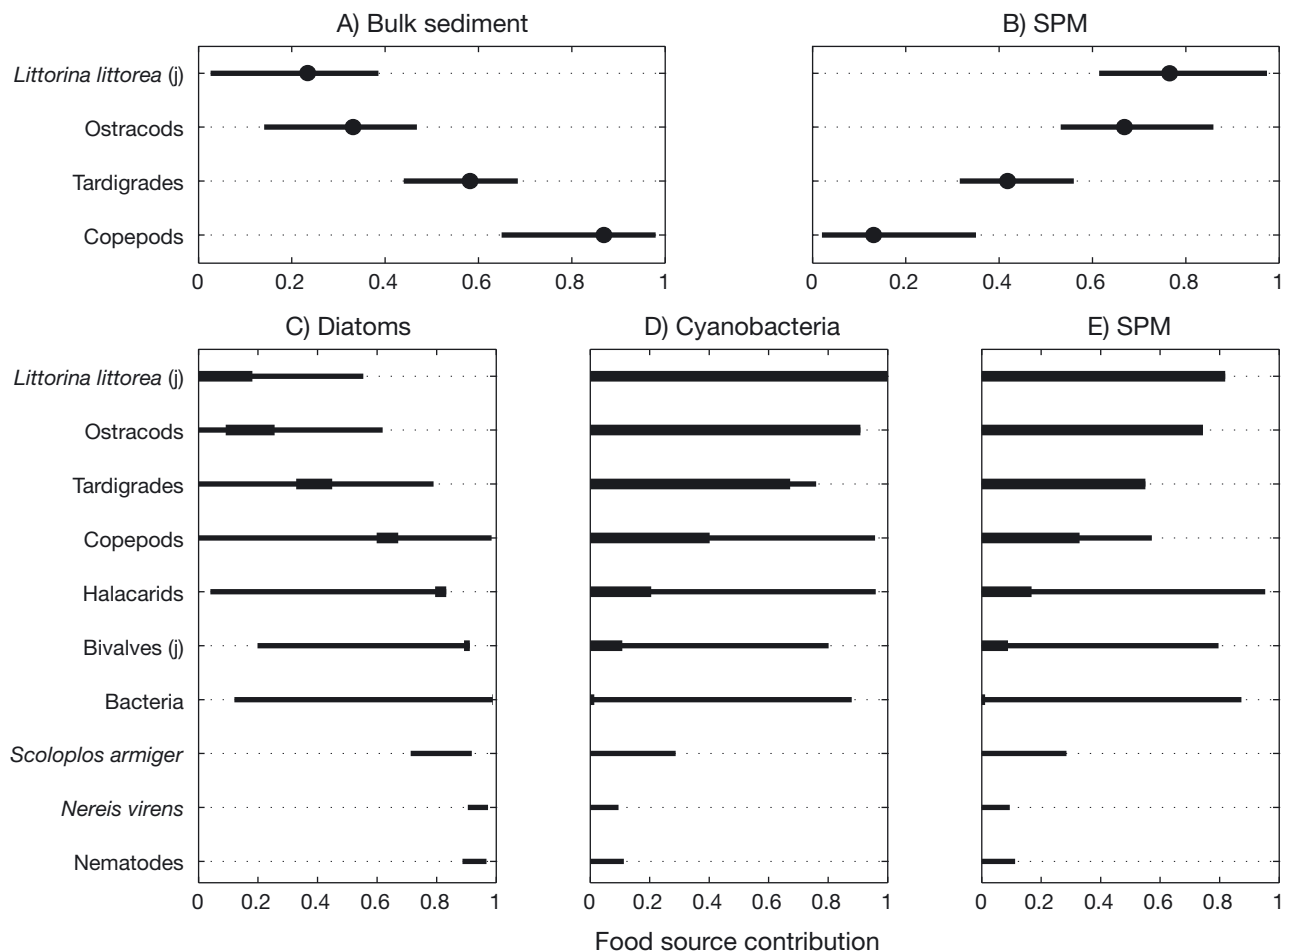 A) Bulk sediment
B) SPM
Littorina littorea (j)
Ostracods
Tardigrades
Copepods
0 0.2 0.4 0.6 0.8 1
0 0.2 0.4 0.6 0.8 1
C) Diatoms
D) Cyanobacteria
E) SPM
Littorina littorea (j)
Ostracods
Tardigrades
Copepods
Halacarids
Bivalves (j)
Bacteria
Scoloplos armiger
Nereis virens
Nematodes
0 0.2 0.4 0.6 0.8 1
0 0.2 0.4 0.6 0.8 1
0 0.2 0.4 0.6 0.8 1
Food source contribution